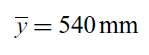 y̅ = 540 mm